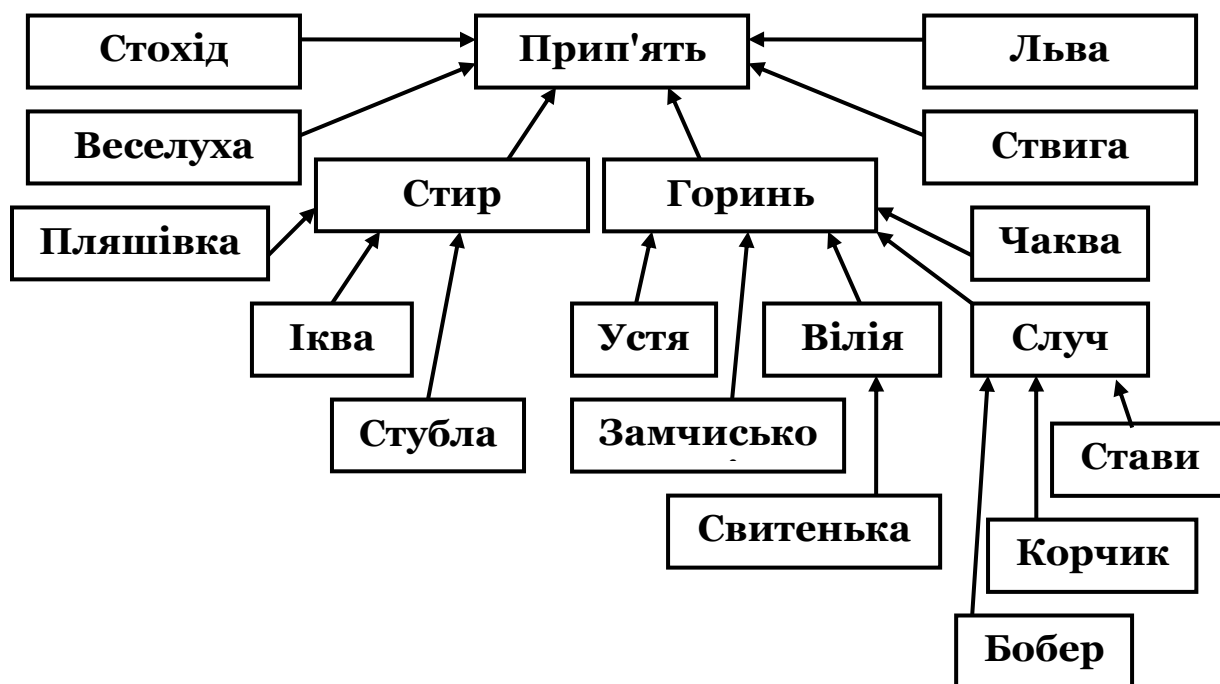 Стохід
Прип'ять
Льва
Веселуха
Ствига
Стир
Горинь
Пляшівка
Чаква
Іква
Устя
Вілія
Случ
Стубла
Замчисько
Стави
Свитенька
Корчик
Бобер